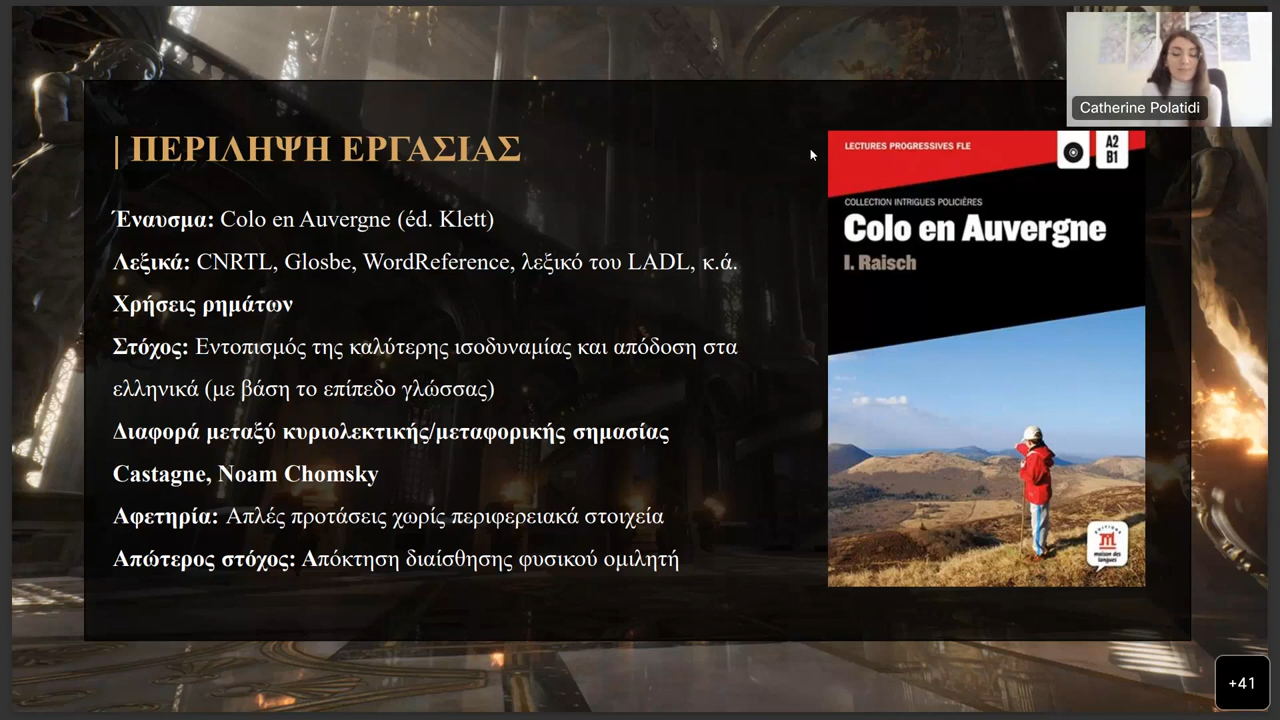 Catherine Polatidi
| ΠΕΡΙΛΗΨΗ ΕΡΓΑΣΙΑΣ
Έναυσμα: Colo en Auvergne (éd. Klett)
Λεξικά: CNRTL, Glosbe, WordReference, λεξικό του LADL, κ.ά.
Χρήσεις ρημάτων
Στόχος: Εντοπισμός της καλύτερης ισοδυναμίας και απόδοση στα
ελληνικά (με βάση το επίπεδο γλώσσας)
Διαφορά μεταξύ κυριολεκτικής/μεταφορικής σημασίας
Castagne, Noam Chomsky
Αφετηρία: Απλές προτάσεις χωρίς περιφερειακά στοιχεία
Απώτερος στόχος: Απόκτηση διαίσθησης φυσικού ομιλητή
LECTURES PROGRESSIVES FLE
A2
B1
COLLECTION INTRIGUES POLICIÈRES
Colo en Auvergne
I. Raisch
EDITIONS
maison des
langues
+41